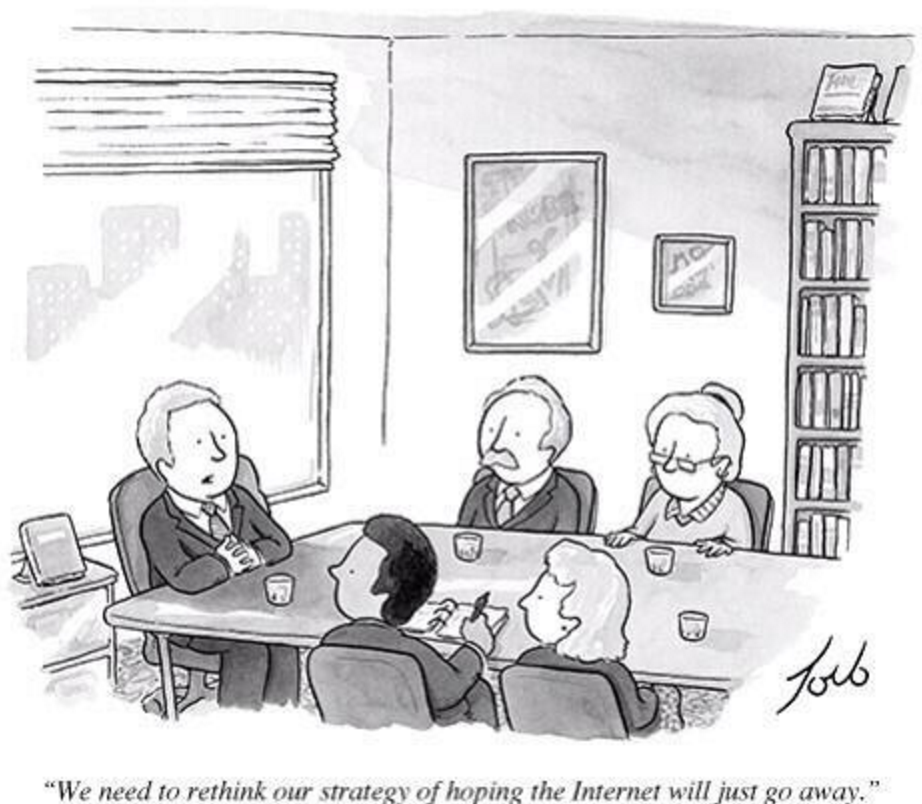 Toro
“We need to rethink our strategy of hoping the Internet will just go away.”